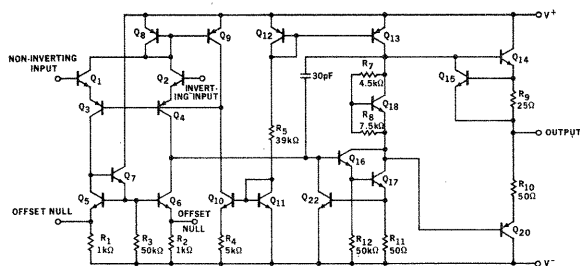 V+
Q8
Q9
Q12
Q13
Q14
NON-INVERTING
INPUT
Q1
Q2
INVERT-
ING INPUT
30pF
R7
4.5kΩ
Q15
Q18
R9
25Ω
Q3
Q4
R8
7.5kΩ
R5
39kΩ
OUTPUT
Q7
Q16
R10
50Ω
Q5
Q6
Q10
Q11
Q22
Q17
OFFSET NULL
OFFSET
NULL
Q20
R1
1kΩ
R3
50kΩ
R2
1kΩ
R4
5kΩ
R12
50kΩ
R11
50Ω
V-